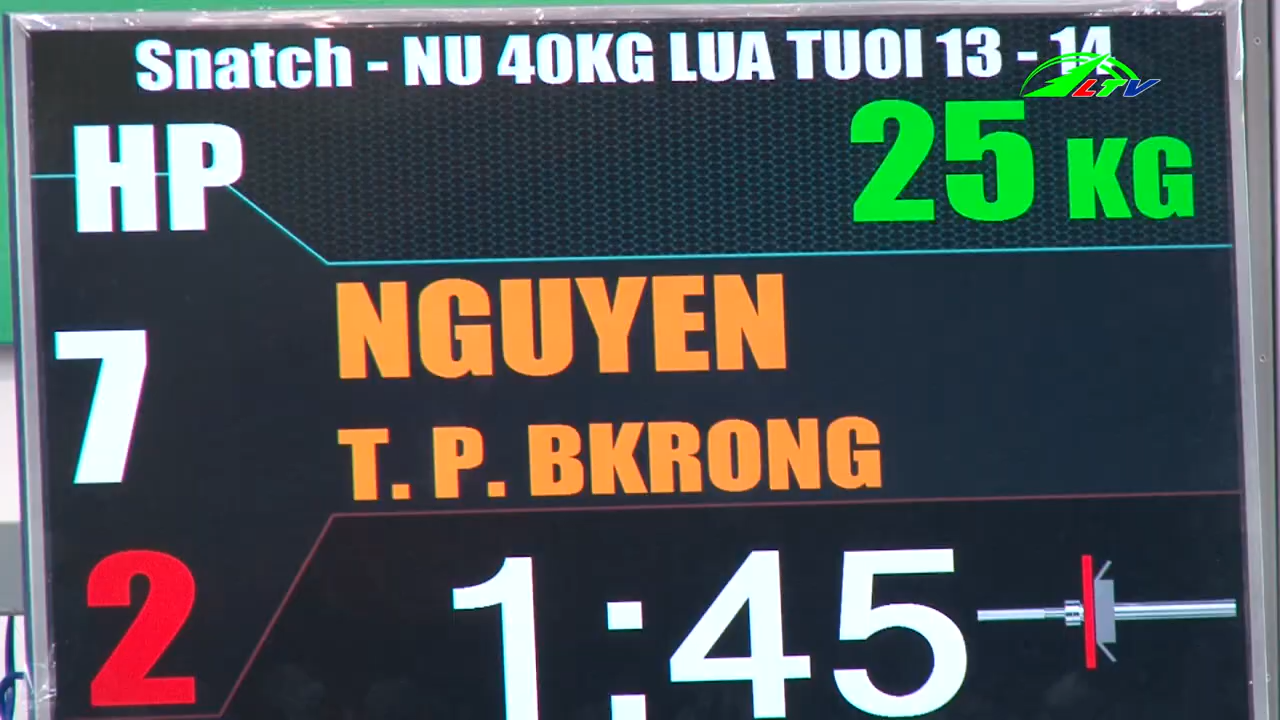 Snatch - NU 40KG LUA TUOI 13 - 14
LTV
HP
25 KG
NGUYEN
7
T. P. BKRONG
2
1:45